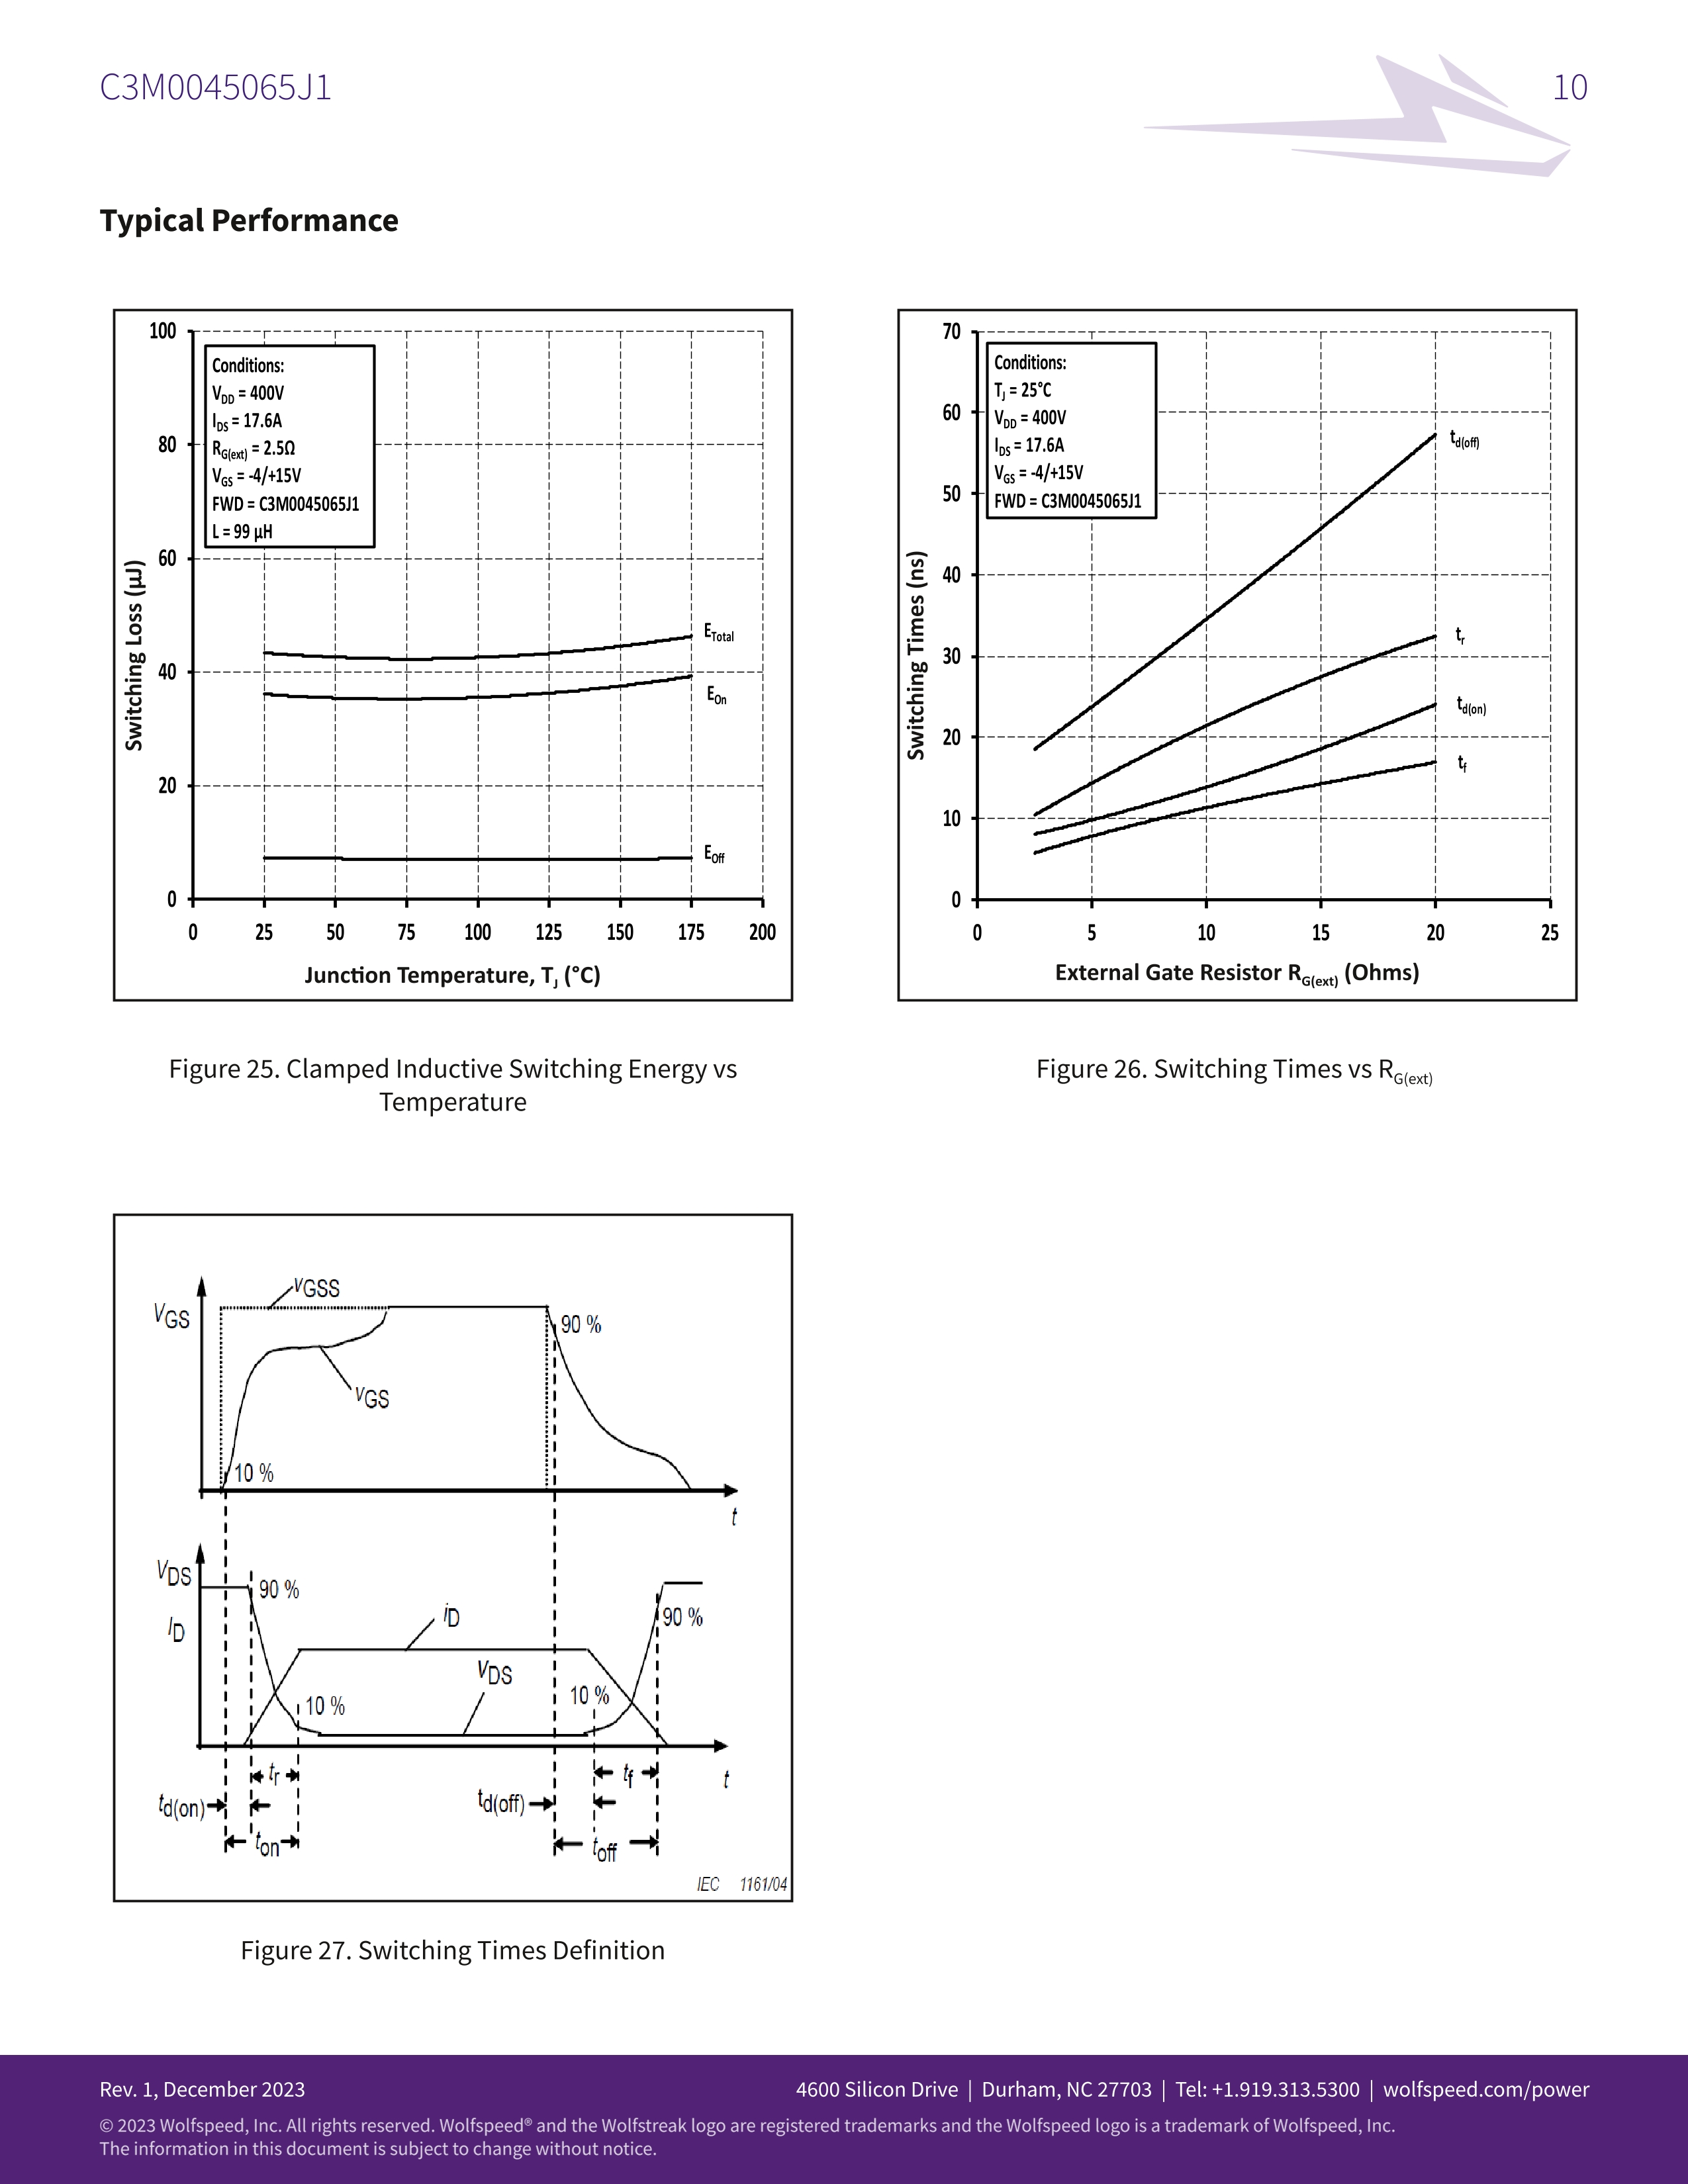 C3M0045065J1
10
Typical Performance
100
80
60
40
20
0
Switching Loss (µJ)
Conditions:
VDD = 400V
IDS = 17.6A
RG(ext) = 2.5Ω
VGS = -4/+15V
FWD = C3M0045065J1
L = 99 µH
ETotal
EOn
EOff
0 25 50 75 100 125 150 175 200
Junction Temperature, TJ (°C)
Figure 25. Clamped Inductive Switching Energy vs
Temperature
70
60
50
40
30
20
10
0
Switching Times (ns)
Conditions:
TJ = 25°C
VDD = 400V
IDS = 17.6A
VGS = -4/+15V
FWD = C3M0045065J1
td(off)
tr
td(on)
tf
0 5 10 15 20 25
External Gate Resistor RG(ext) (Ohms)
Figure 26. Switching Times vs RG(ext)
VGS
vGSS
90 %
vGS
10 %
t
VDS
90 %
ID
iD
90 %
VDS
10 %
10 %
tr
tf
t
td(on)
td(off)
ton
toff
IEC 1161/04
Figure 27. Switching Times Definition
Rev. 1, December 2023
4600 Silicon Drive | Durham, NC 27703 | Tel: +1.919.313.5300 | wolfspeed.com/power
© 2023 Wolfspeed, Inc. All rights reserved. Wolfspeed® and the Wolfstreak logo are registered trademarks and the Wolfspeed logo is a trademark of Wolfspeed, Inc.
The information in this document is subject to change without notice.